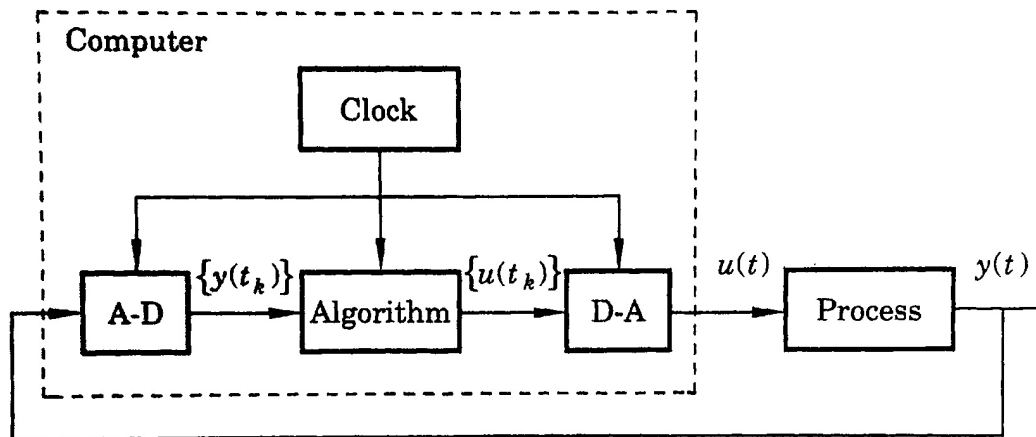 Computer
Clock
u(t)
y(t)
{y(t_k)}
{u(t_k)}
A-D
Algorithm
D-A
Process